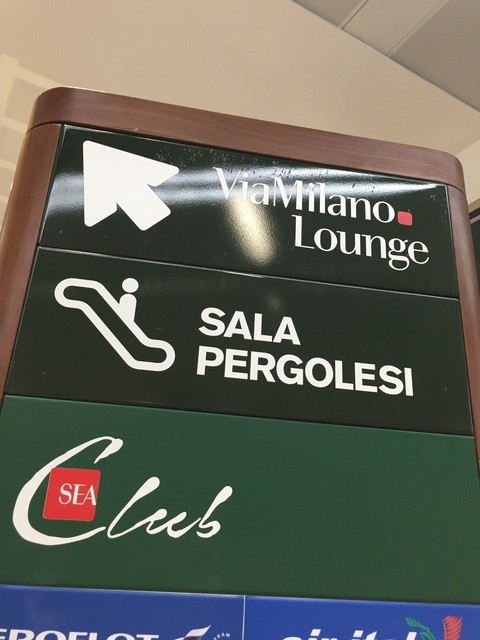 ViaMilano
Lounge
SALA
PERGOLESI
SEA
Club